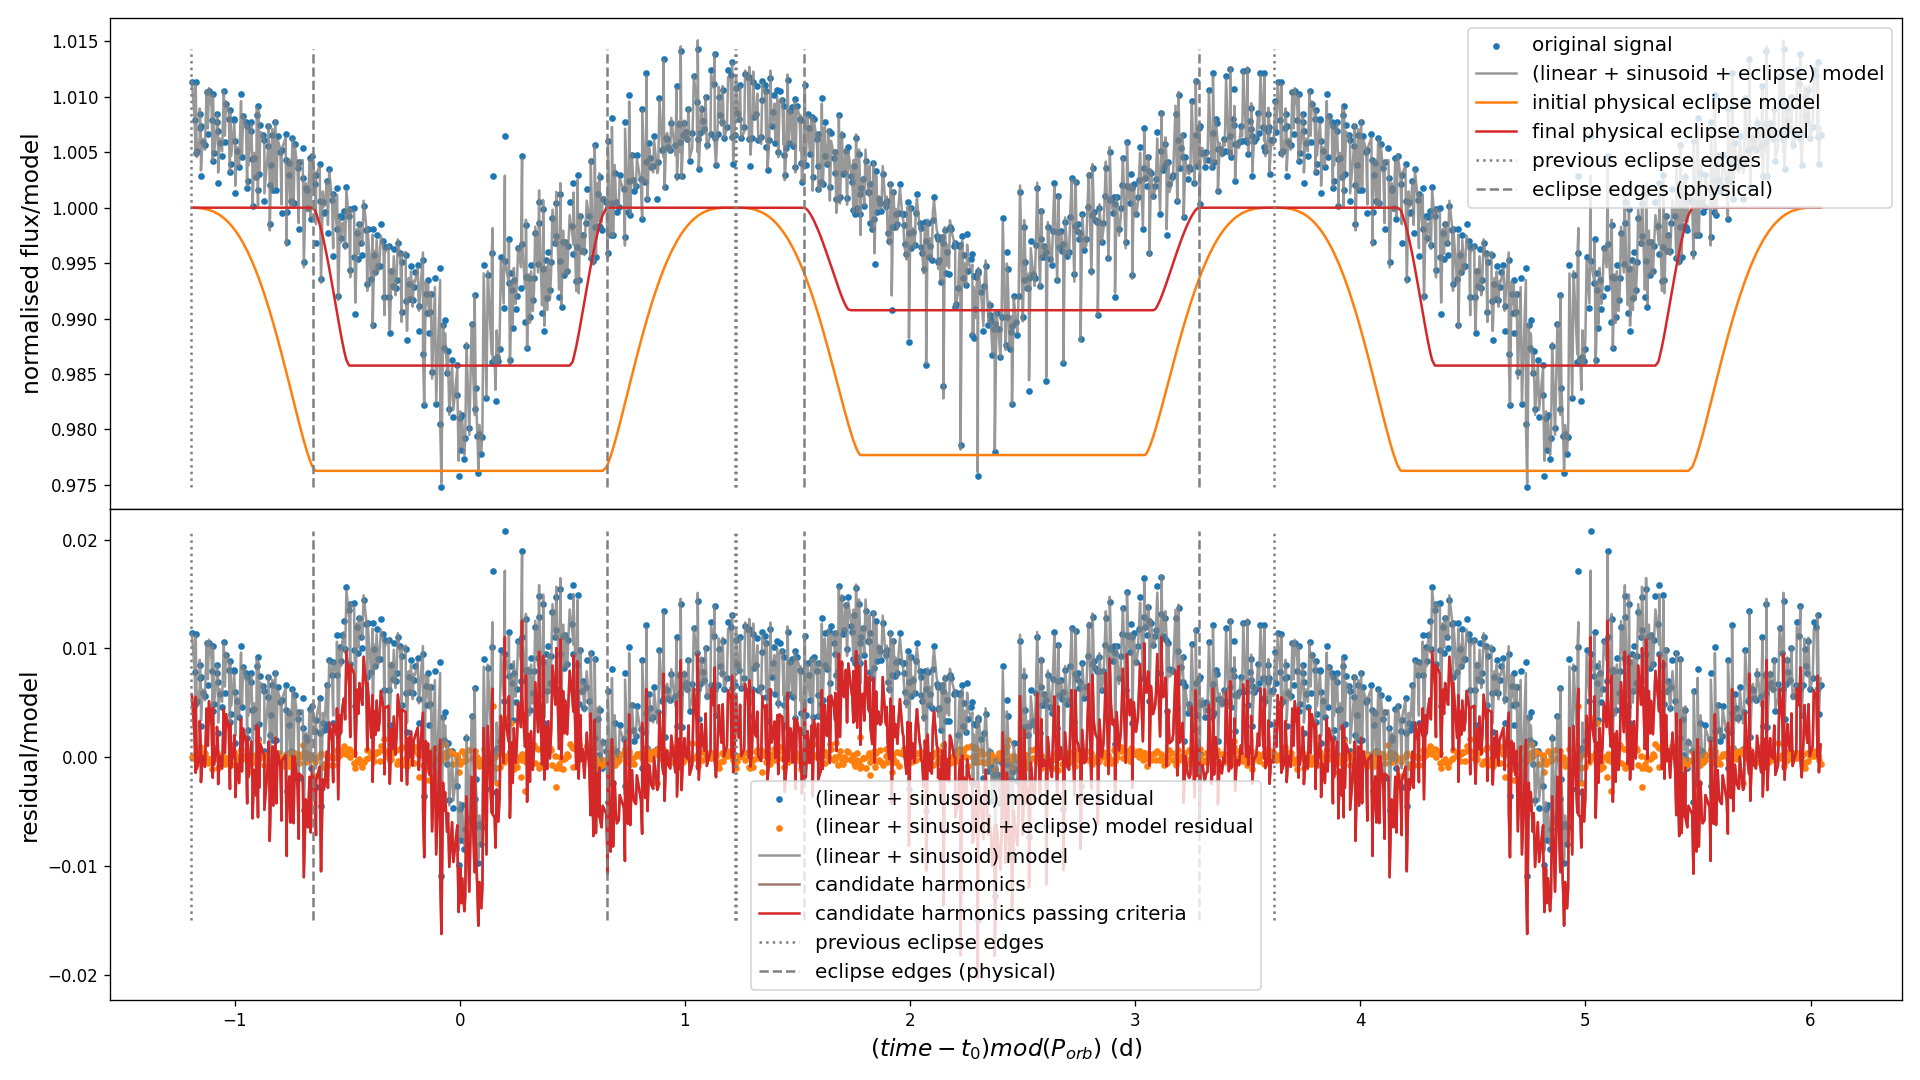 normalised flux/model
1.015
1.010
1.005
1.000
0.995
0.990
0.985
0.980
0.975
original signal
(linear + sinusoid + eclipse) model
initial physical eclipse model
final physical eclipse model
previous eclipse edges
eclipse edges (physical)
residual/model
0.02
0.01
0.00
−0.01
−0.02
(linear + sinusoid) model residual
(linear + sinusoid + eclipse) model residual
(linear + sinusoid) model
candidate harmonics
candidate harmonics passing criteria
previous eclipse edges
eclipse edges (physical)
−1 0 1 2 3 4 5 6
(time − t₀)mod(P_orb) (d)